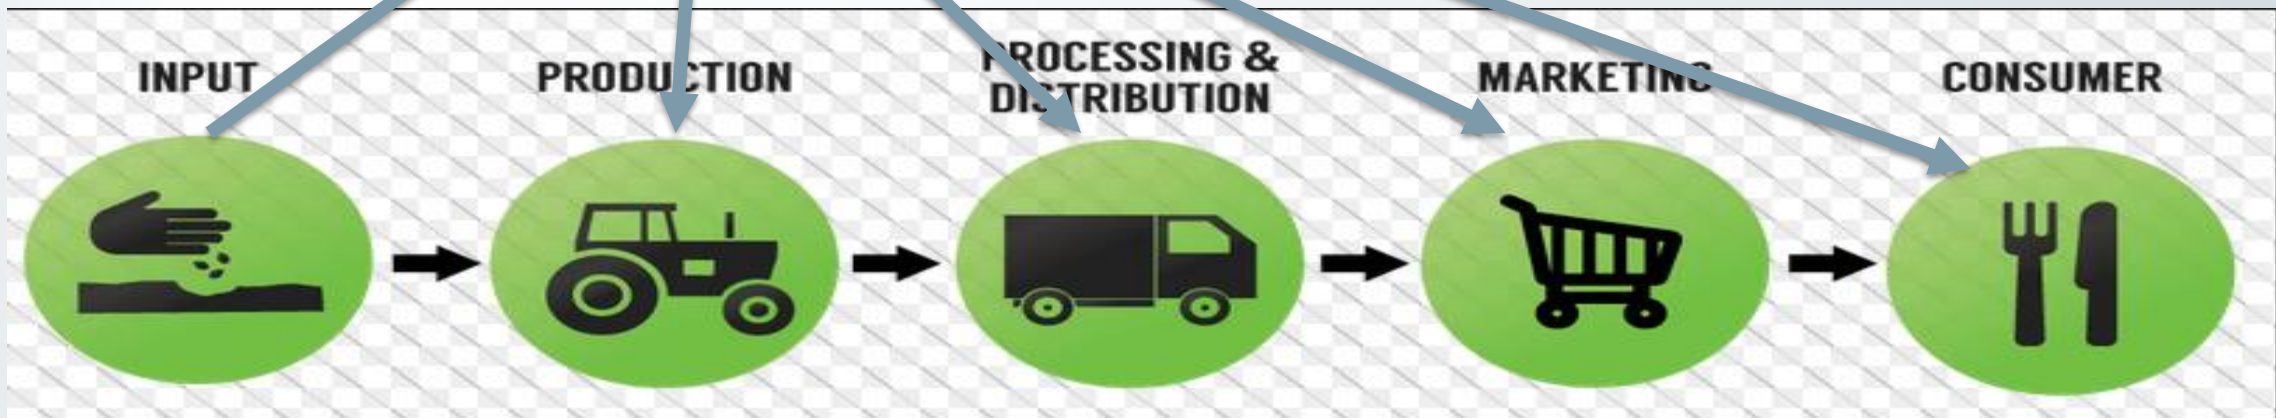 INPUT
PRODUCTION
PROCESSING &
DISTRIBUTION
MARKETING
CONSUMER